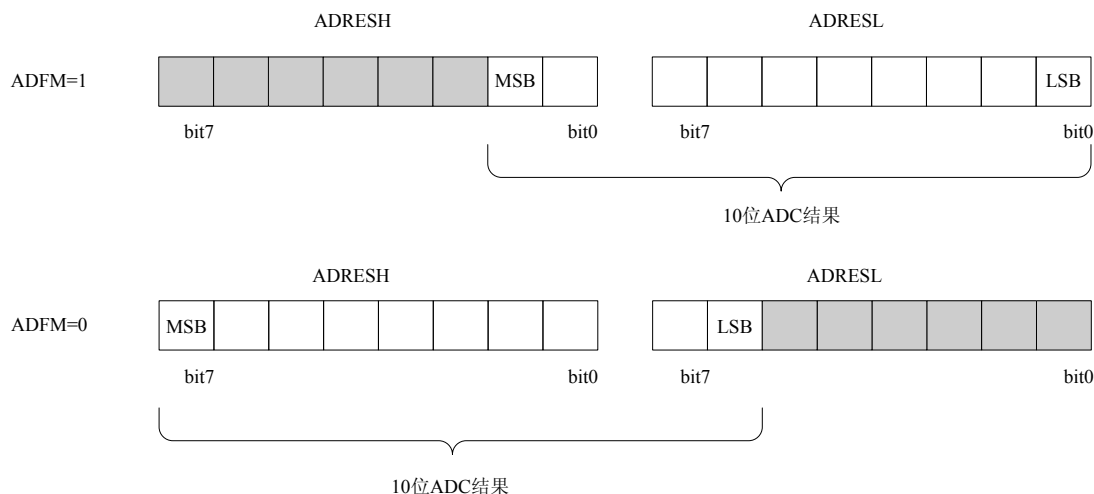 ADRESH ADRESL
ADFM=1 MSB LSB
bit7 bit0 bit7 bit0
10位ADC结果
ADRESH ADRESL
ADFM=0 MSB LSB
bit7 bit0 bit7 bit0
10位ADC结果